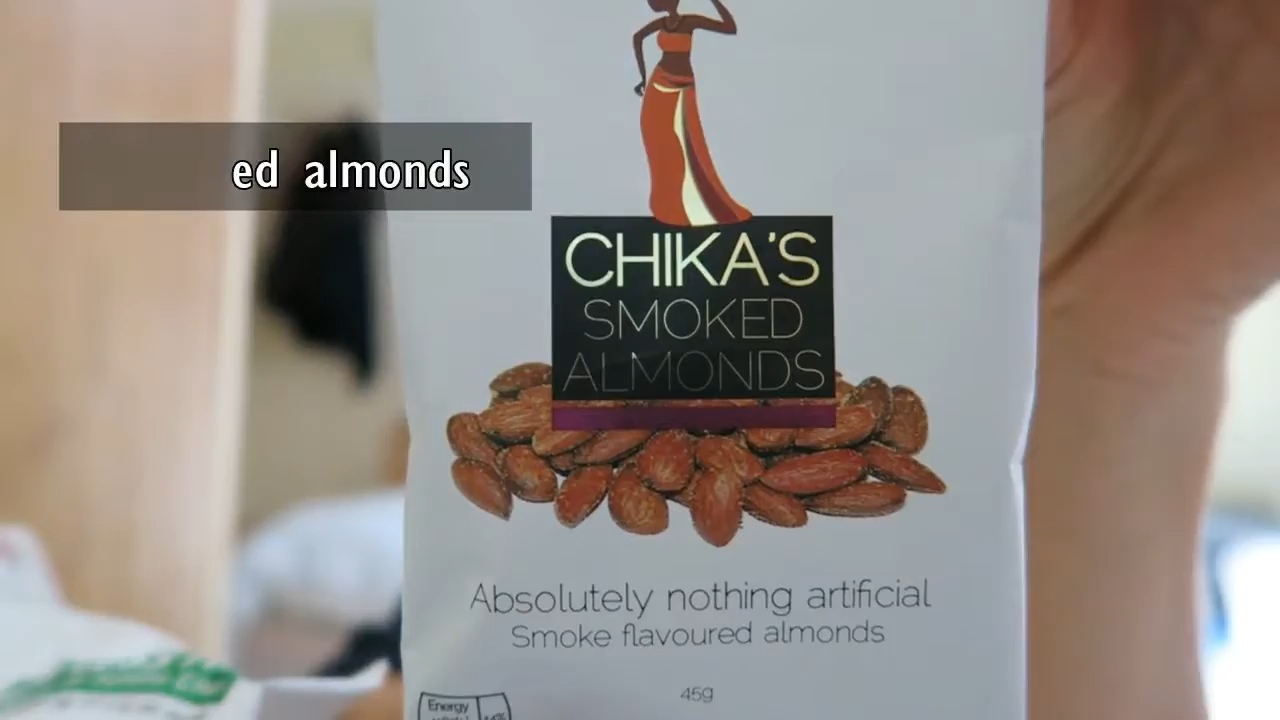 ed almonds
CHIKA'S
SMOKED
ALMONDS
Absolutely nothing artificial
Smoke flavoured almonds
45g
Energy